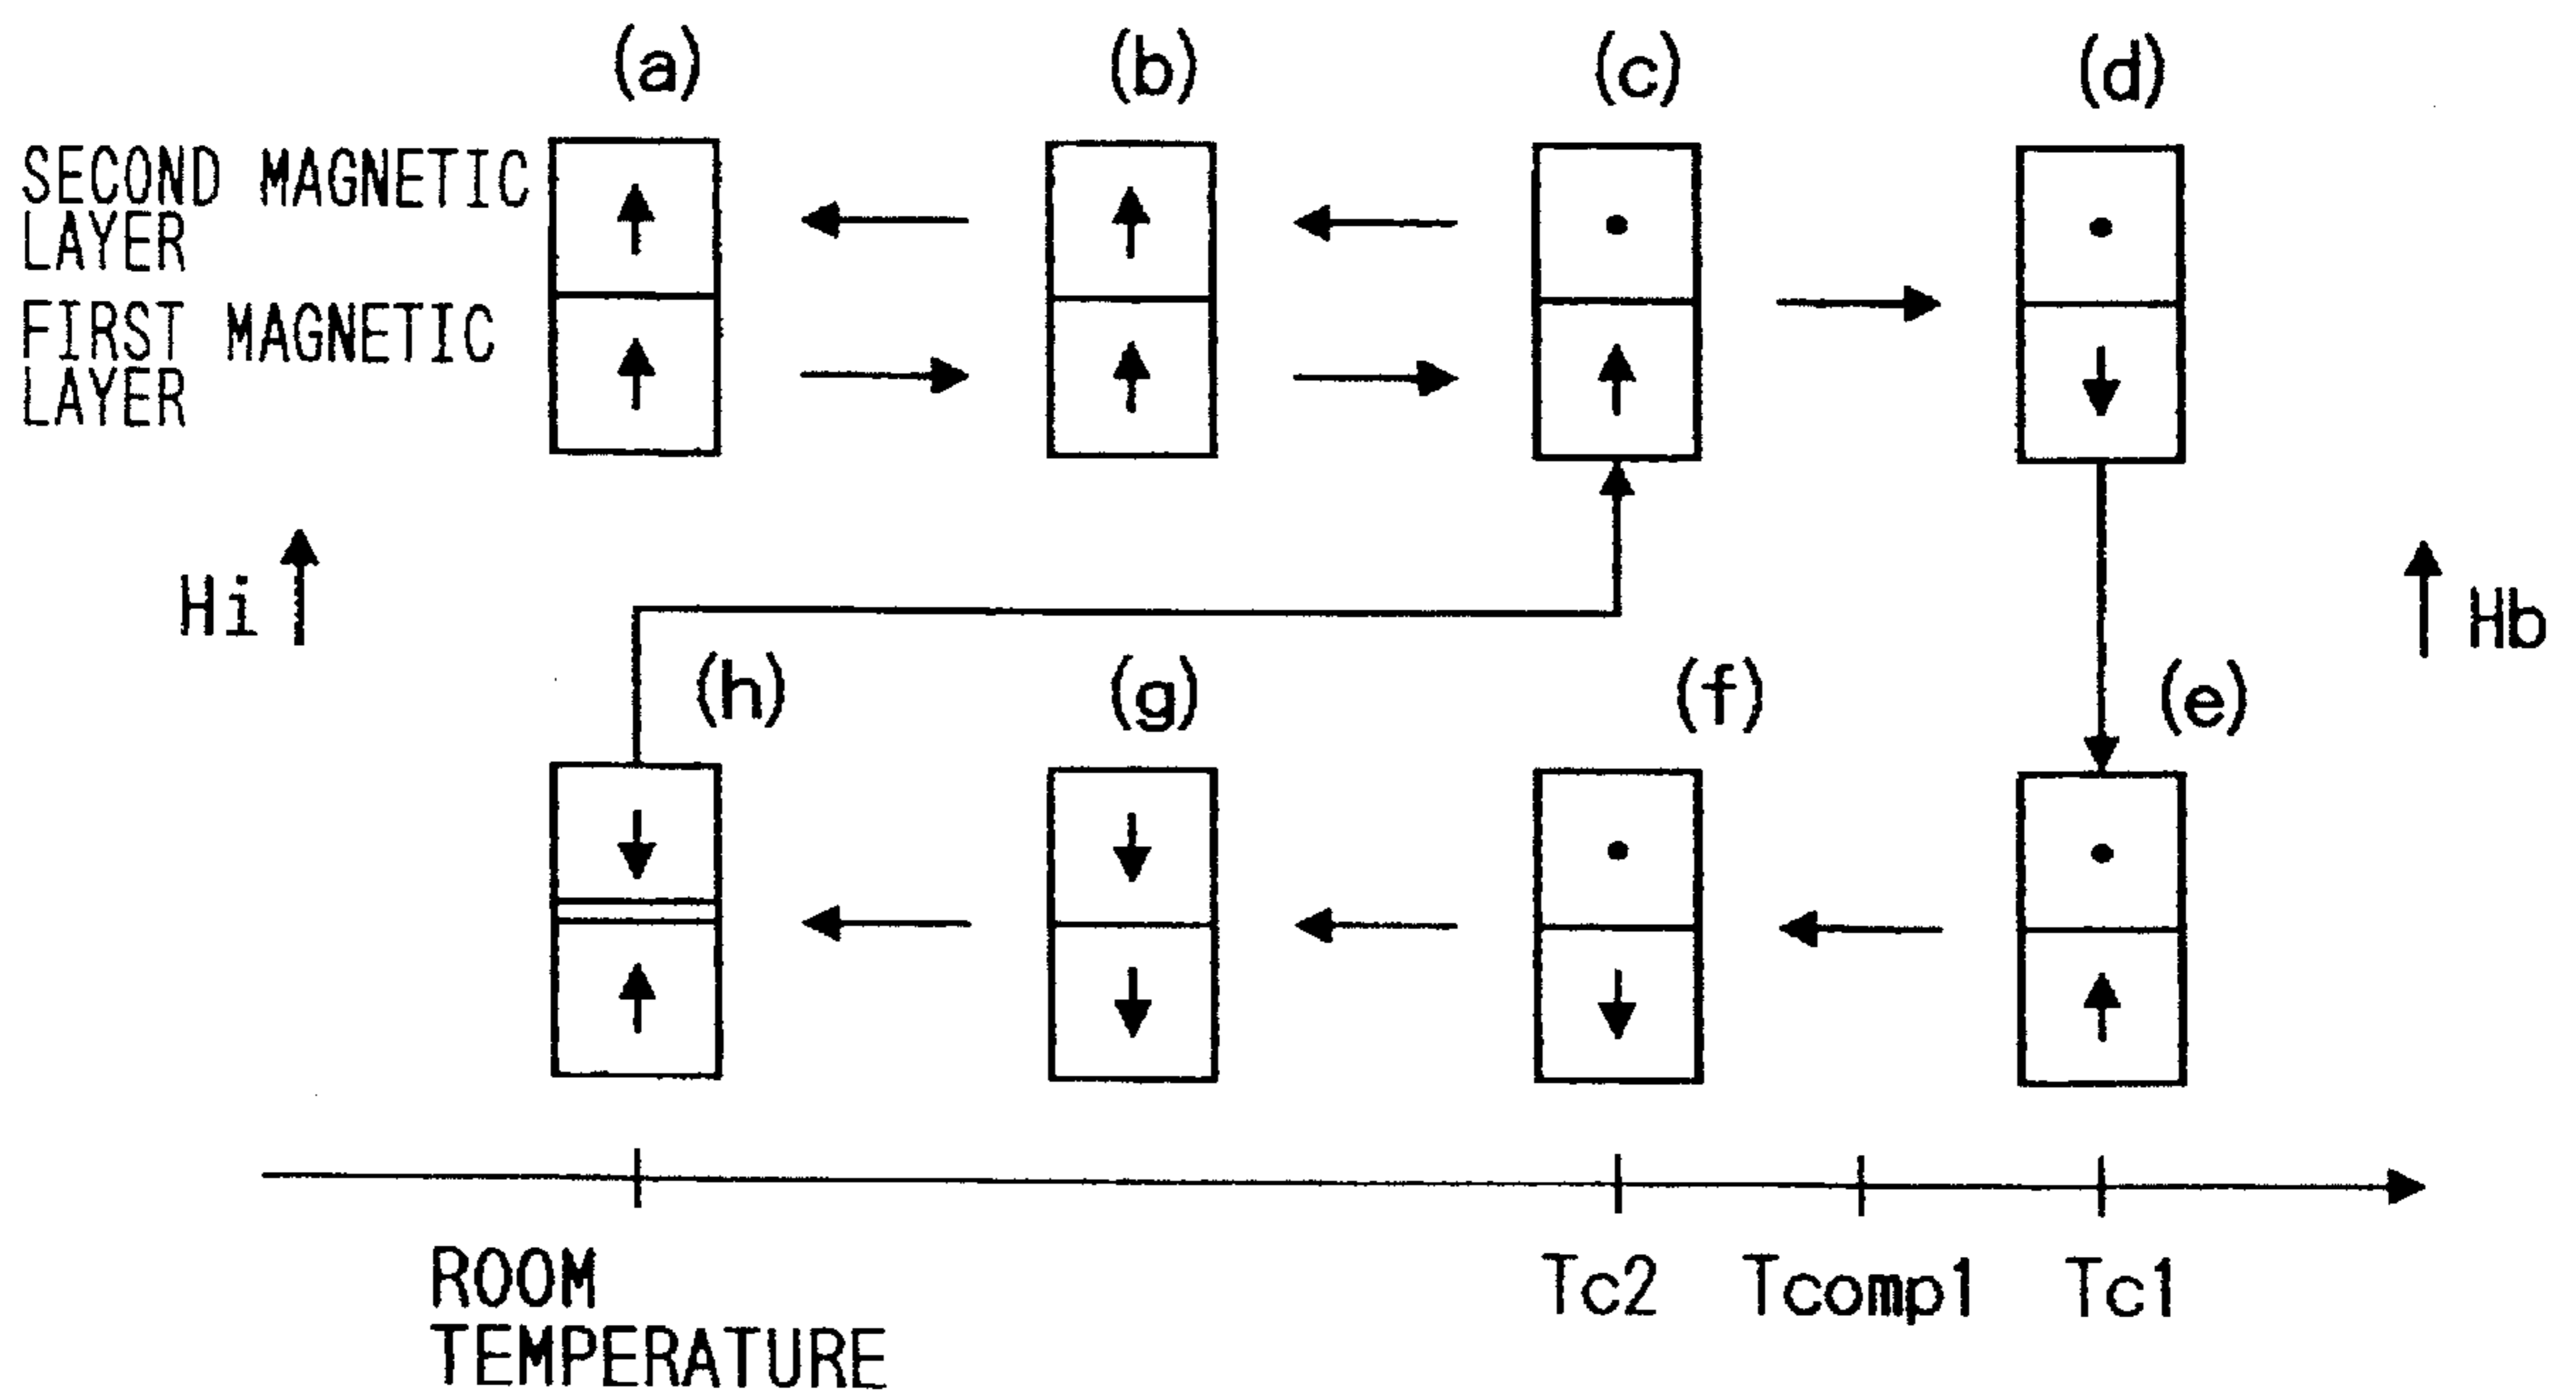 (a) (b) (c) (d)
SECOND MAGNETIC
LAYER
FIRST MAGNETIC
LAYER
Hi
Hb
(h) (g) (f) (e)
Tc2 Tcomp1 Tc1
ROOM
TEMPERATURE